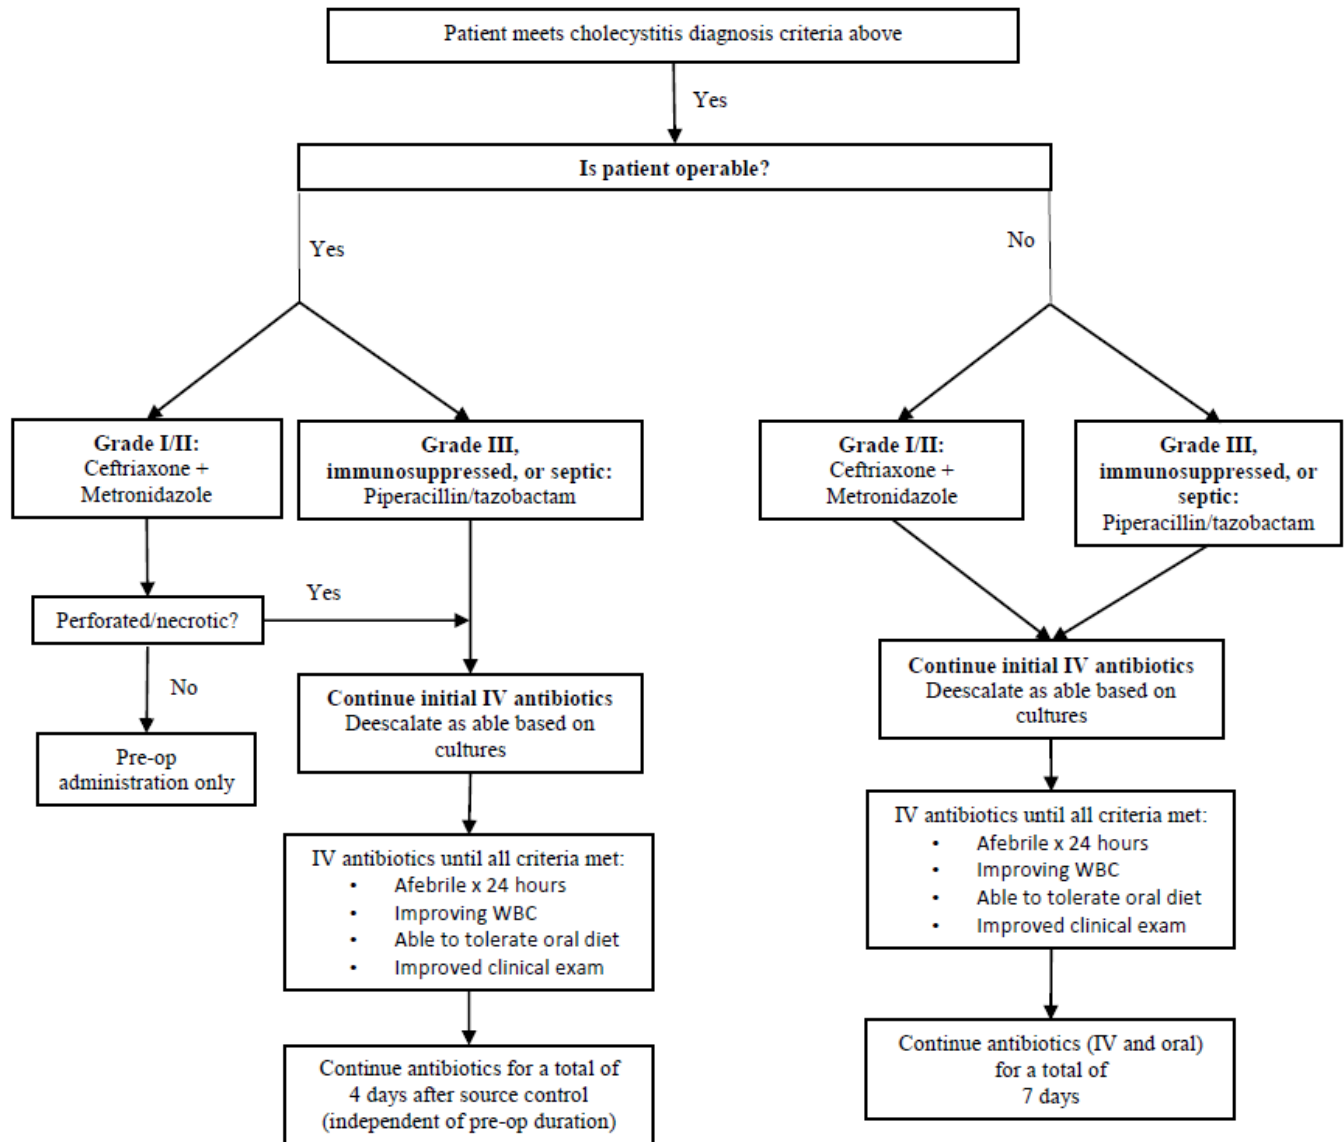 Patient meets cholecystitis diagnosis criteria above
Yes
Is patient operable?
Yes
No
Grade I/II:
Ceftriaxone +
Metronidazole
Grade III,
immunosuppressed, or septic:
Piperacillin/tazobactam
Grade I/II:
Ceftriaxone +
Metronidazole
Grade III,
immunosuppressed, or
septic:
Piperacillin/tazobactam
Perforated/necrotic?
Yes
No
Pre-op
administration only
Continue initial IV antibiotics
Deescalate as able based on
cultures
Continue initial IV antibiotics
Deescalate as able based on
cultures
IV antibiotics until all criteria met:
• Afebrile x 24 hours
• Improving WBC
• Able to tolerate oral diet
• Improved clinical exam
IV antibiotics until all criteria met:
• Afebrile x 24 hours
• Improving WBC
• Able to tolerate oral diet
• Improved clinical exam
Continue antibiotics for a total of
4 days after source control
(independent of pre-op duration)
Continue antibiotics (IV and oral)
for a total of
7 days